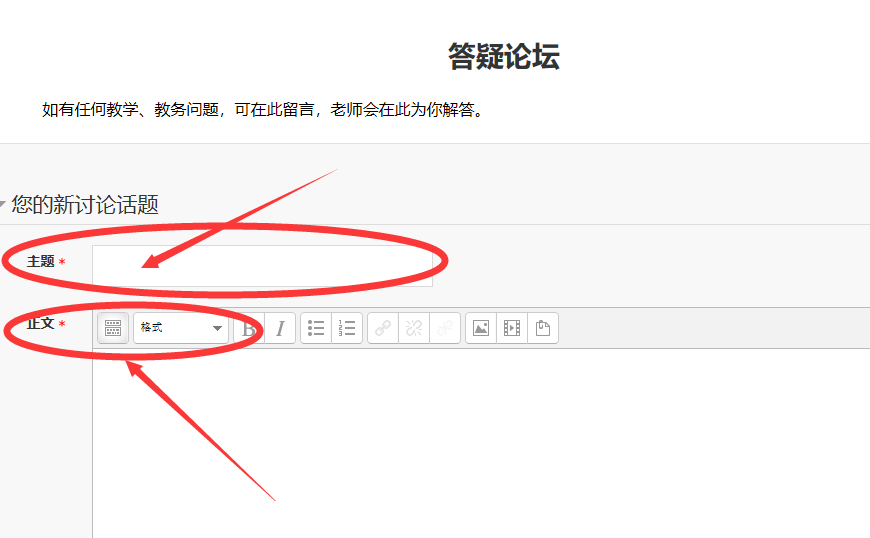 答疑论坛
如有任何教学、教务问题，可在此留言，老师会在此为你解答。
您的新讨论话题
主题 *
正文 *
格式
B I